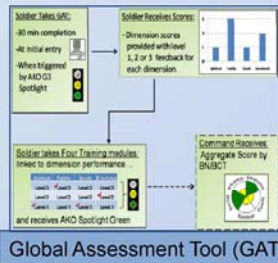 Soldier Takes GAT:
-30 min completion
-At initial entry
-When triggered
by AKO G3
Spotlight
Soldier Receives Scores:
-Dimension scores
provided with level
1, 2 or 3 feedback for
each dimension.
Soldier takes Four Training modules
linked to dimension performance ...
and receives AKO Spotlight Green
Command Receives:
Aggregate Score by
BN/BCT
Global Assessment Tool (GAT